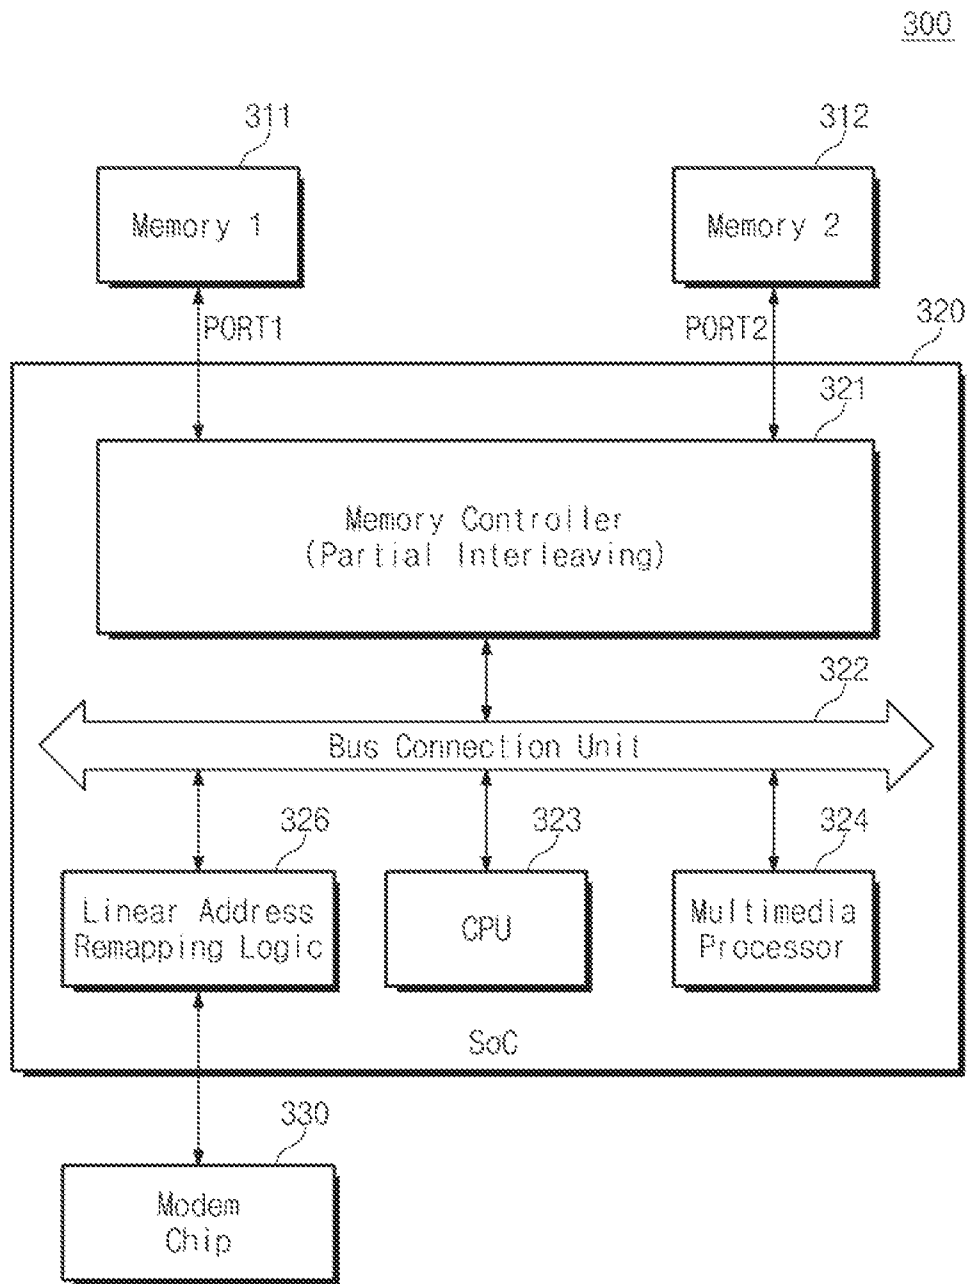 300
311
312
Memory 1
Memory 2
PORT1
PORT2
320
321
Memory Controller
(Partial Interleaving)
322
Bus Connection Unit
326
323
324
Linear Address
Remapping Logic
CPU
Multimedia
Processor
SoC
330
Modem
Chip